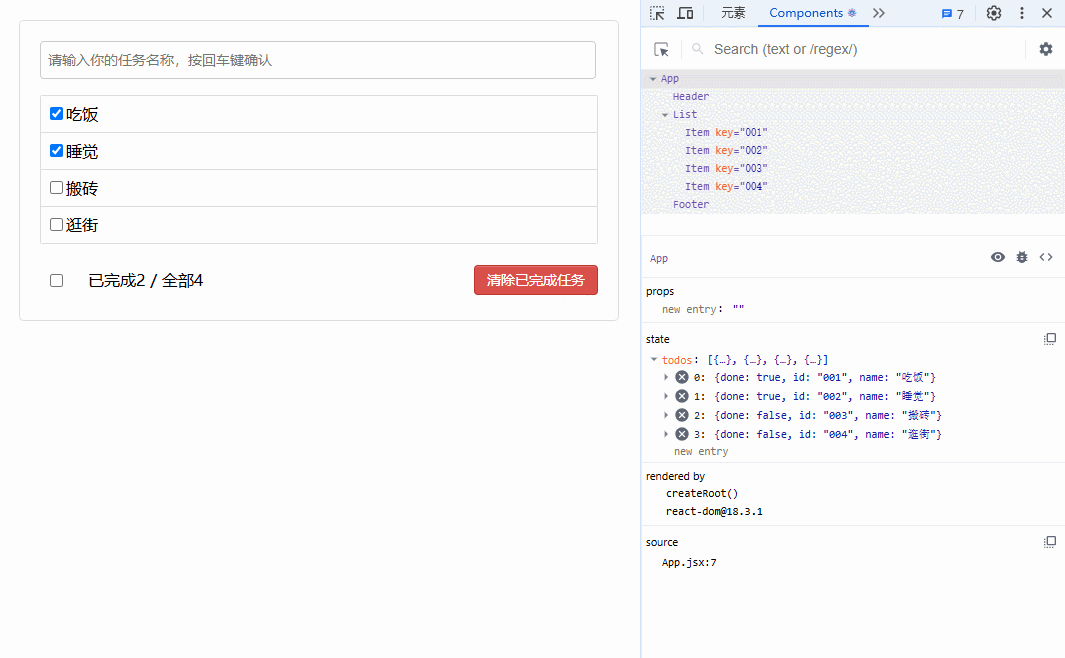 请输入你的任务名称，按回车键确认
吃饭
睡觉
搬砖
逛街
已完成2 / 全部4
清除已完成任务
元素
Components
7
Search (text or /regex/)
App
Header
List
Item key="001"
Item key="002"
Item key="003"
Item key="004"
Footer
App
props
new entry: ""
state
todos: [{…}, {…}, {…}, {…}]
0: {done: true, id: "001", name: "吃饭"}
1: {done: true, id: "002", name: "睡觉"}
2: {done: false, id: "003", name: "搬砖"}
3: {done: false, id: "004", name: "逛街"}
new entry
rendered by
createRoot()
react-dom@18.3.1
source
App.jsx:7